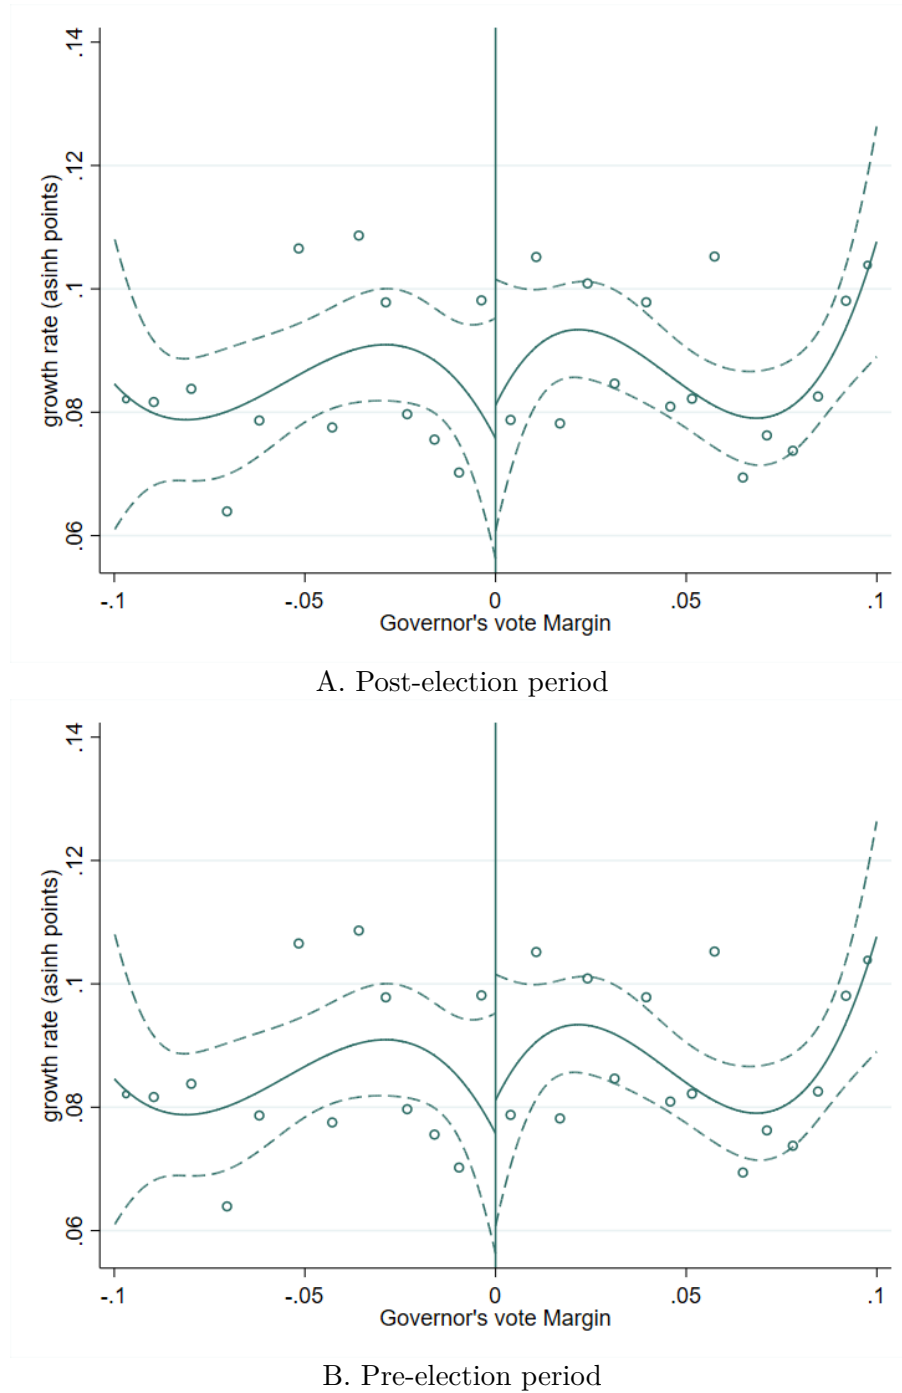 .14
.12
.1
.08
.06
growth rate (asinh points)
-.1 -.05 0 .05 .1
Governor's vote Margin
A. Post-election period
.14
.12
.1
.08
.06
growth rate (asinh points)
-.1 -.05 0 .05 .1
Governor's vote Margin
B. Pre-election period